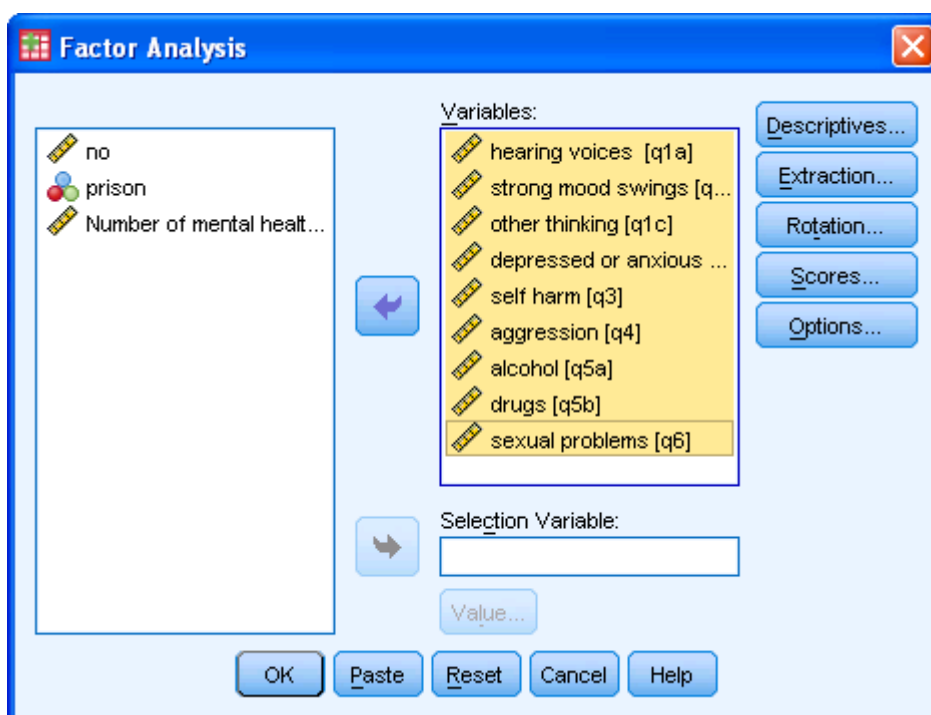 Factor Analysis
no
prison
Number of mental healt...
Variables:
hearing voices [q1a]
strong mood swings [q...
other thinking [q1c]
depressed or anxious ...
self harm [q3]
aggression [q4]
alcohol [q5a]
drugs [q5b]
sexual problems [q6]
Selection Variable:
Value...
Descriptives...
Extraction...
Rotation...
Scores...
Options...
OK
Paste
Reset
Cancel
Help